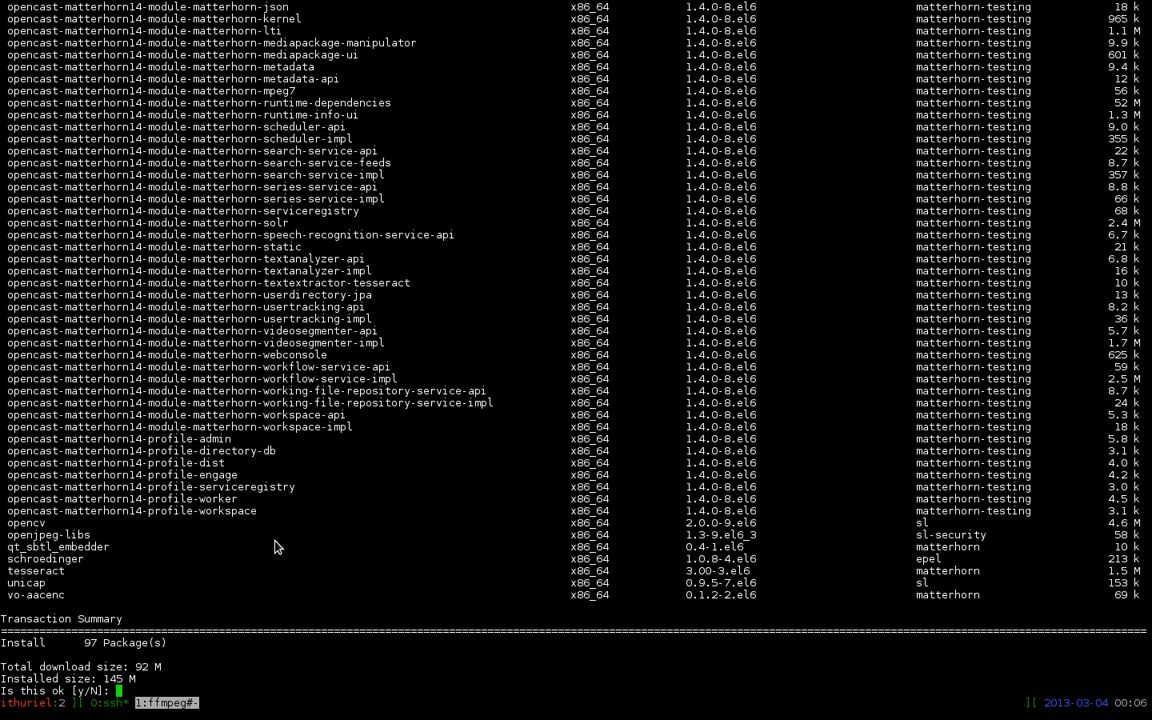 opencast-matterhorn14-module-matterhorn-json x86_64 1.4.0-8.el6 matterhorn-testing 18 k
opencast-matterhorn14-module-matterhorn-kernel x86_64 1.4.0-8.el6 matterhorn-testing 965 k
opencast-matterhorn14-module-matterhorn-lti x86_64 1.4.0-8.el6 matterhorn-testing 1.1 M
opencast-matterhorn14-module-matterhorn-mediapackage-manipulator x86_64 1.4.0-8.el6 matterhorn-testing 9.9 k
opencast-matterhorn14-module-matterhorn-mediapackage-ui x86_64 1.4.0-8.el6 matterhorn-testing 601 k
opencast-matterhorn14-module-matterhorn-metadata x86_64 1.4.0-8.el6 matterhorn-testing 9.4 k
opencast-matterhorn14-module-matterhorn-metadata-api x86_64 1.4.0-8.el6 matterhorn-testing 12 k
opencast-matterhorn14-module-matterhorn-mpeg7 x86_64 1.4.0-8.el6 matterhorn-testing 56 k
opencast-matterhorn14-module-matterhorn-runtime-dependencies x86_64 1.4.0-8.el6 matterhorn-testing 52 M
opencast-matterhorn14-module-matterhorn-runtime-info-ui x86_64 1.4.0-8.el6 matterhorn-testing 1.3 M
opencast-matterhorn14-module-matterhorn-scheduler-api x86_64 1.4.0-8.el6 matterhorn-testing 9.0 k
opencast-matterhorn14-module-matterhorn-scheduler-impl x86_64 1.4.0-8.el6 matterhorn-testing 355 k
opencast-matterhorn14-module-matterhorn-search-service-api x86_64 1.4.0-8.el6 matterhorn-testing 22 k
opencast-matterhorn14-module-matterhorn-search-service-feeds x86_64 1.4.0-8.el6 matterhorn-testing 8.7 k
opencast-matterhorn14-module-matterhorn-search-service-impl x86_64 1.4.0-8.el6 matterhorn-testing 357 k
opencast-matterhorn14-module-matterhorn-series-service-api x86_64 1.4.0-8.el6 matterhorn-testing 8.8 k
opencast-matterhorn14-module-matterhorn-series-service-impl x86_64 1.4.0-8.el6 matterhorn-testing 66 k
opencast-matterhorn14-module-matterhorn-serviceregistry x86_64 1.4.0-8.el6 matterhorn-testing 68 k
opencast-matterhorn14-module-matterhorn-solr x86_64 1.4.0-8.el6 matterhorn-testing 2.4 M
opencast-matterhorn14-module-matterhorn-speech-recognition-service-api x86_64 1.4.0-8.el6 matterhorn-testing 6.7 k
opencast-matterhorn14-module-matterhorn-static x86_64 1.4.0-8.el6 matterhorn-testing 21 k
opencast-matterhorn14-module-matterhorn-textanalyzer-api x86_64 1.4.0-8.el6 matterhorn-testing 6.8 k
opencast-matterhorn14-module-matterhorn-textanalyzer-impl x86_64 1.4.0-8.el6 matterhorn-testing 16 k
opencast-matterhorn14-module-matterhorn-textextractor-tesseract x86_64 1.4.0-8.el6 matterhorn-testing 10 k
opencast-matterhorn14-module-matterhorn-userdirectory-jpa x86_64 1.4.0-8.el6 matterhorn-testing 13 k
opencast-matterhorn14-module-matterhorn-usertracking-api x86_64 1.4.0-8.el6 matterhorn-testing 8.2 k
opencast-matterhorn14-module-matterhorn-usertracking-impl x86_64 1.4.0-8.el6 matterhorn-testing 36 k
opencast-matterhorn14-module-matterhorn-videosegmenter-api x86_64 1.4.0-8.el6 matterhorn-testing 5.7 k
opencast-matterhorn14-module-matterhorn-videosegmenter-impl x86_64 1.4.0-8.el6 matterhorn-testing 1.7 M
opencast-matterhorn14-module-matterhorn-webconsole x86_64 1.4.0-8.el6 matterhorn-testing 625 k
opencast-matterhorn14-module-matterhorn-workflow-service-api x86_64 1.4.0-8.el6 matterhorn-testing 59 k
opencast-matterhorn14-module-matterhorn-workflow-service-impl x86_64 1.4.0-8.el6 matterhorn-testing 2.5 M
opencast-matterhorn14-module-matterhorn-working-file-repository-service-api x86_64 1.4.0-8.el6 matterhorn-testing 8.7 k
opencast-matterhorn14-module-matterhorn-working-file-repository-service-impl x86_64 1.4.0-8.el6 matterhorn-testing 24 k
opencast-matterhorn14-module-matterhorn-workspace-api x86_64 1.4.0-8.el6 matterhorn-testing 5.3 k
opencast-matterhorn14-module-matterhorn-workspace-impl x86_64 1.4.0-8.el6 matterhorn-testing 18 k
opencast-matterhorn14-profile-admin x86_64 1.4.0-8.el6 matterhorn-testing 5.8 k
opencast-matterhorn14-profile-directory-db x86_64 1.4.0-8.el6 matterhorn-testing 3.1 k
opencast-matterhorn14-profile-dist x86_64 1.4.0-8.el6 matterhorn-testing 4.0 k
opencast-matterhorn14-profile-engage x86_64 1.4.0-8.el6 matterhorn-testing 4.2 k
opencast-matterhorn14-profile-serviceregistry x86_64 1.4.0-8.el6 matterhorn-testing 3.0 k
opencast-matterhorn14-profile-worker x86_64 1.4.0-8.el6 matterhorn-testing 4.5 k
opencast-matterhorn14-profile-workspace x86_64 1.4.0-8.el6 matterhorn-testing 3.1 k
opencv x86_64 2.0.0-9.el6 sl 4.6 M
openjpeg-libs x86_64 1.3-9.el6_3 sl-security 58 k
qt_sbtl_embedder x86_64 0.4-1.el6 matterhorn 10 k
schroedinger x86_64 1.0.8-4.el6 epel 213 k
tesseract x86_64 3.00-3.el6 matterhorn 1.5 M
unicap x86_64 0.9.5-7.el6 sl 153 k
vo-aacenc x86_64 0.1.2-2.el6 matterhorn 69 k
Transaction Summary
Install 97 Package(s)
Total download size: 92 M
Installed size: 145 M
Is this ok [y/N]:
ithuriel:2 ][ 0:ssh* 1:ffmpeg#- ][ 2013-03-04 00:06